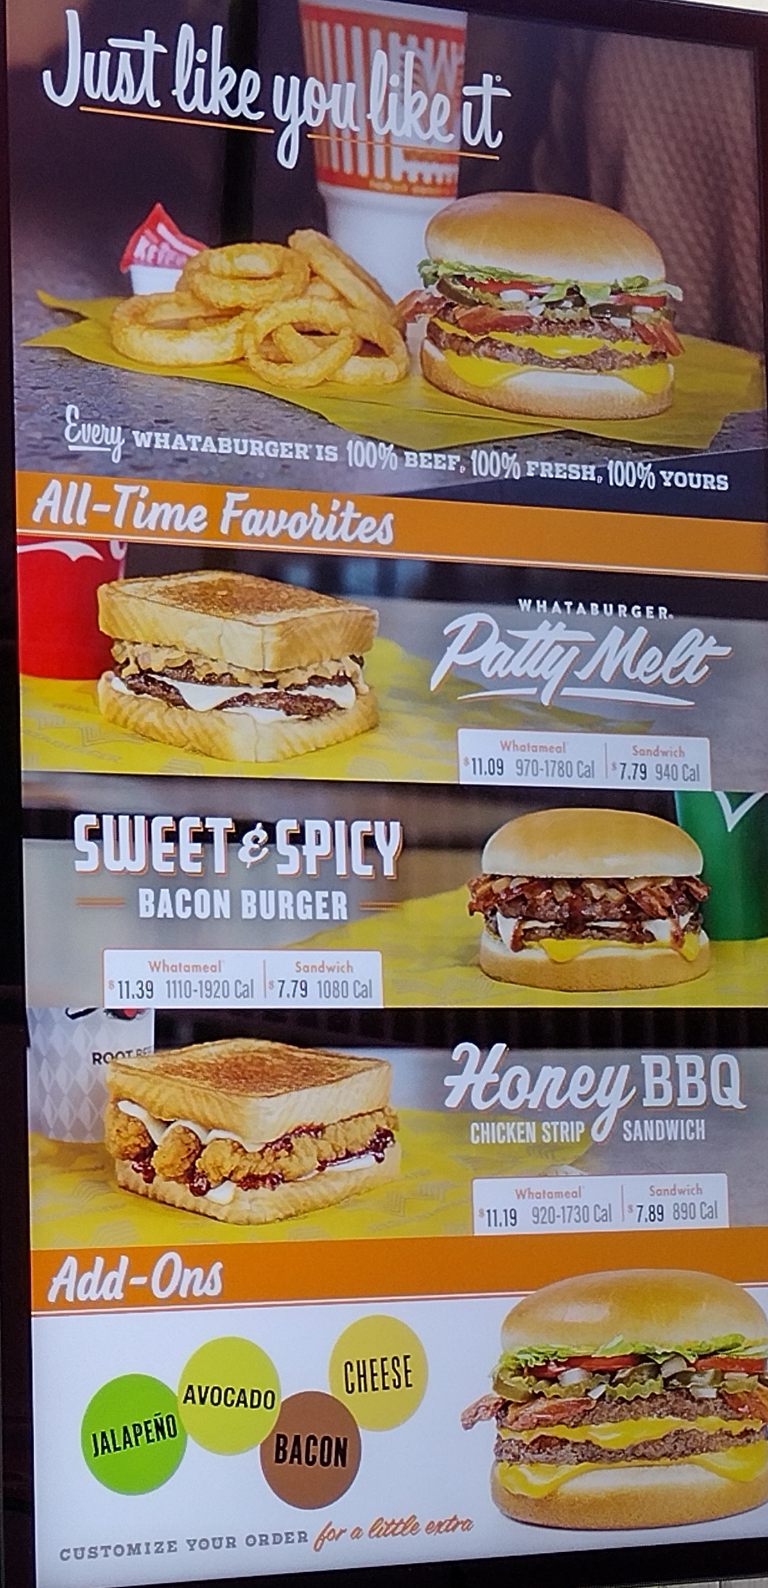 Just like you like it®
KETCHUP
Every WHATABURGER® IS 100% BEEF, 100% FRESH, 100% YOURS
All-Time Favorites
WHATABURGER®
Patty Melt
Whatameal® Sandwich
$11.09 970-1780 Cal $7.79 940 Cal
SWEET & SPICY
BACON BURGER
Whatameal® Sandwich
$11.39 1110-1920 Cal $7.79 1080 Cal
ROOT BE
Honey BBQ
CHICKEN STRIP SANDWICH
Whatameal® Sandwich
$11.19 920-1730 Cal $7.89 890 Cal
Add-Ons
CHEESE
AVOCADO
JALAPEÑO
BACON
CUSTOMIZE YOUR ORDER for a little extra